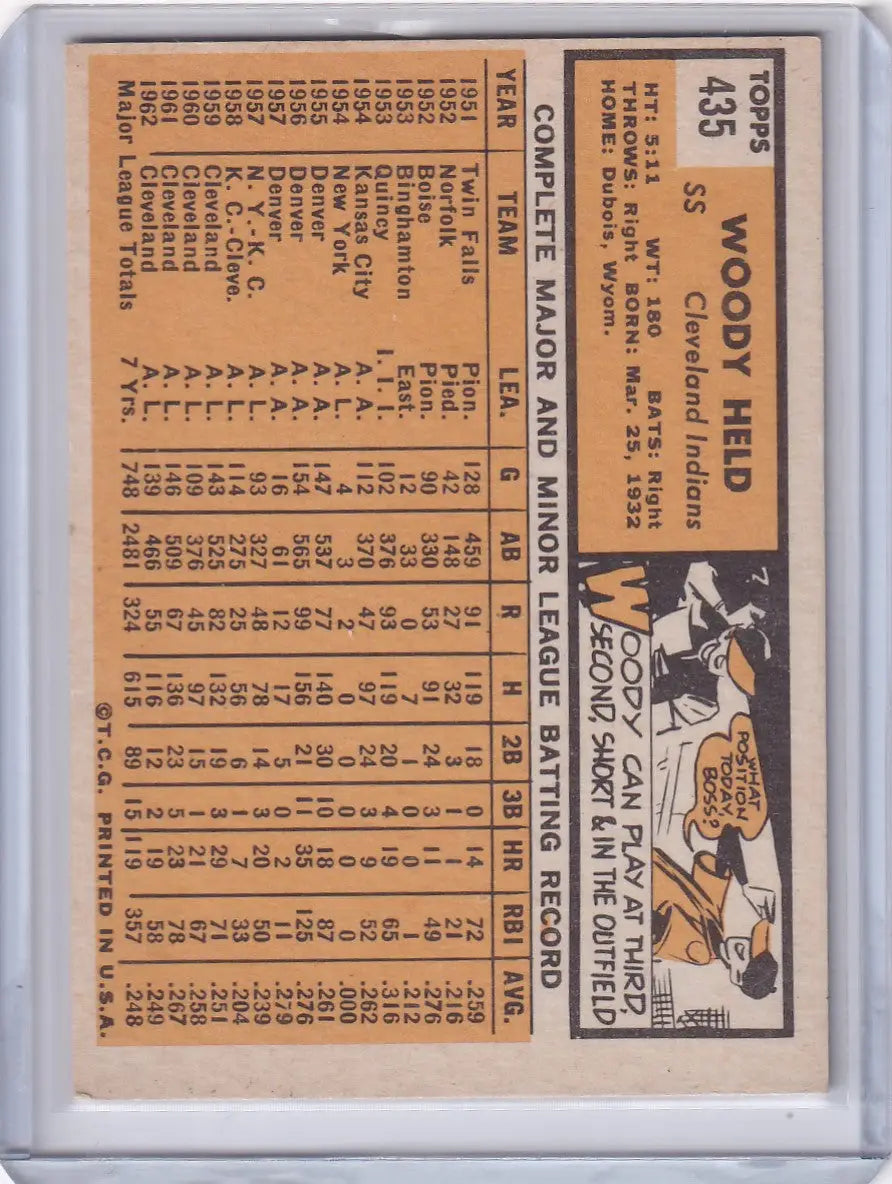 TOPPS
435
WOODY HELD
SS Cleveland Indians
HT: 5:11 WT: 180 BATS: Right
THROWS: Right BORN: Mar. 25, 1932
HOME: Dubois, Wyom.
WHAT
POSITION
TODAY,
BOSS?
WOODY CAN PLAY AT THIRD,
SECOND, SHORT & IN THE OUTFIELD
COMPLETE MAJOR AND MINOR LEAGUE BATTING RECORD
YEAR TEAM LEA. G AB R H 2B 3B HR RBI AVG.
1951 Twin Falls Pion. 128 459 91 119 18 0 14 72 .259
1952 Norfolk Pied. 42 148 27 32 3 1 1 21 .216
1952 Boise Pion. 90 330 53 91 24 3 11 49 .276
1953 Binghamton East. 12 33 0 7 1 0 0 1 .212
1953 Quincy I. I. I. 102 376 93 119 20 4 19 65 .316
1954 Kansas City A. A. 112 370 47 97 24 3 9 52 .262
1954 New York A. L. 4 3 2 0 0 0 0 0 .000
1955 Denver A. A. 147 537 77 140 30 10 18 87 .261
1956 Denver A. A. 154 565 99 156 21 11 35 125 .276
1957 Denver A. A. 16 61 12 17 5 0 2 11 .279
1957 N. Y.-K. C. A. L. 93 327 48 78 14 3 20 50 .239
1958 K. C.-Cleve. A. L. 114 275 25 56 6 1 7 33 .204
1959 Cleveland A. L. 143 525 82 132 19 3 29 71 .251
1960 Cleveland A. L. 109 376 45 97 15 1 21 67 .258
1961 Cleveland A. L. 146 509 67 136 23 5 23 78 .267
1962 Cleveland A. L. 139 466 55 116 12 2 19 58 .249
Major League Totals 7 Yrs. 748 2481 324 615 89 15 119 357 .248
©T.C.G. PRINTED IN U.S.A.